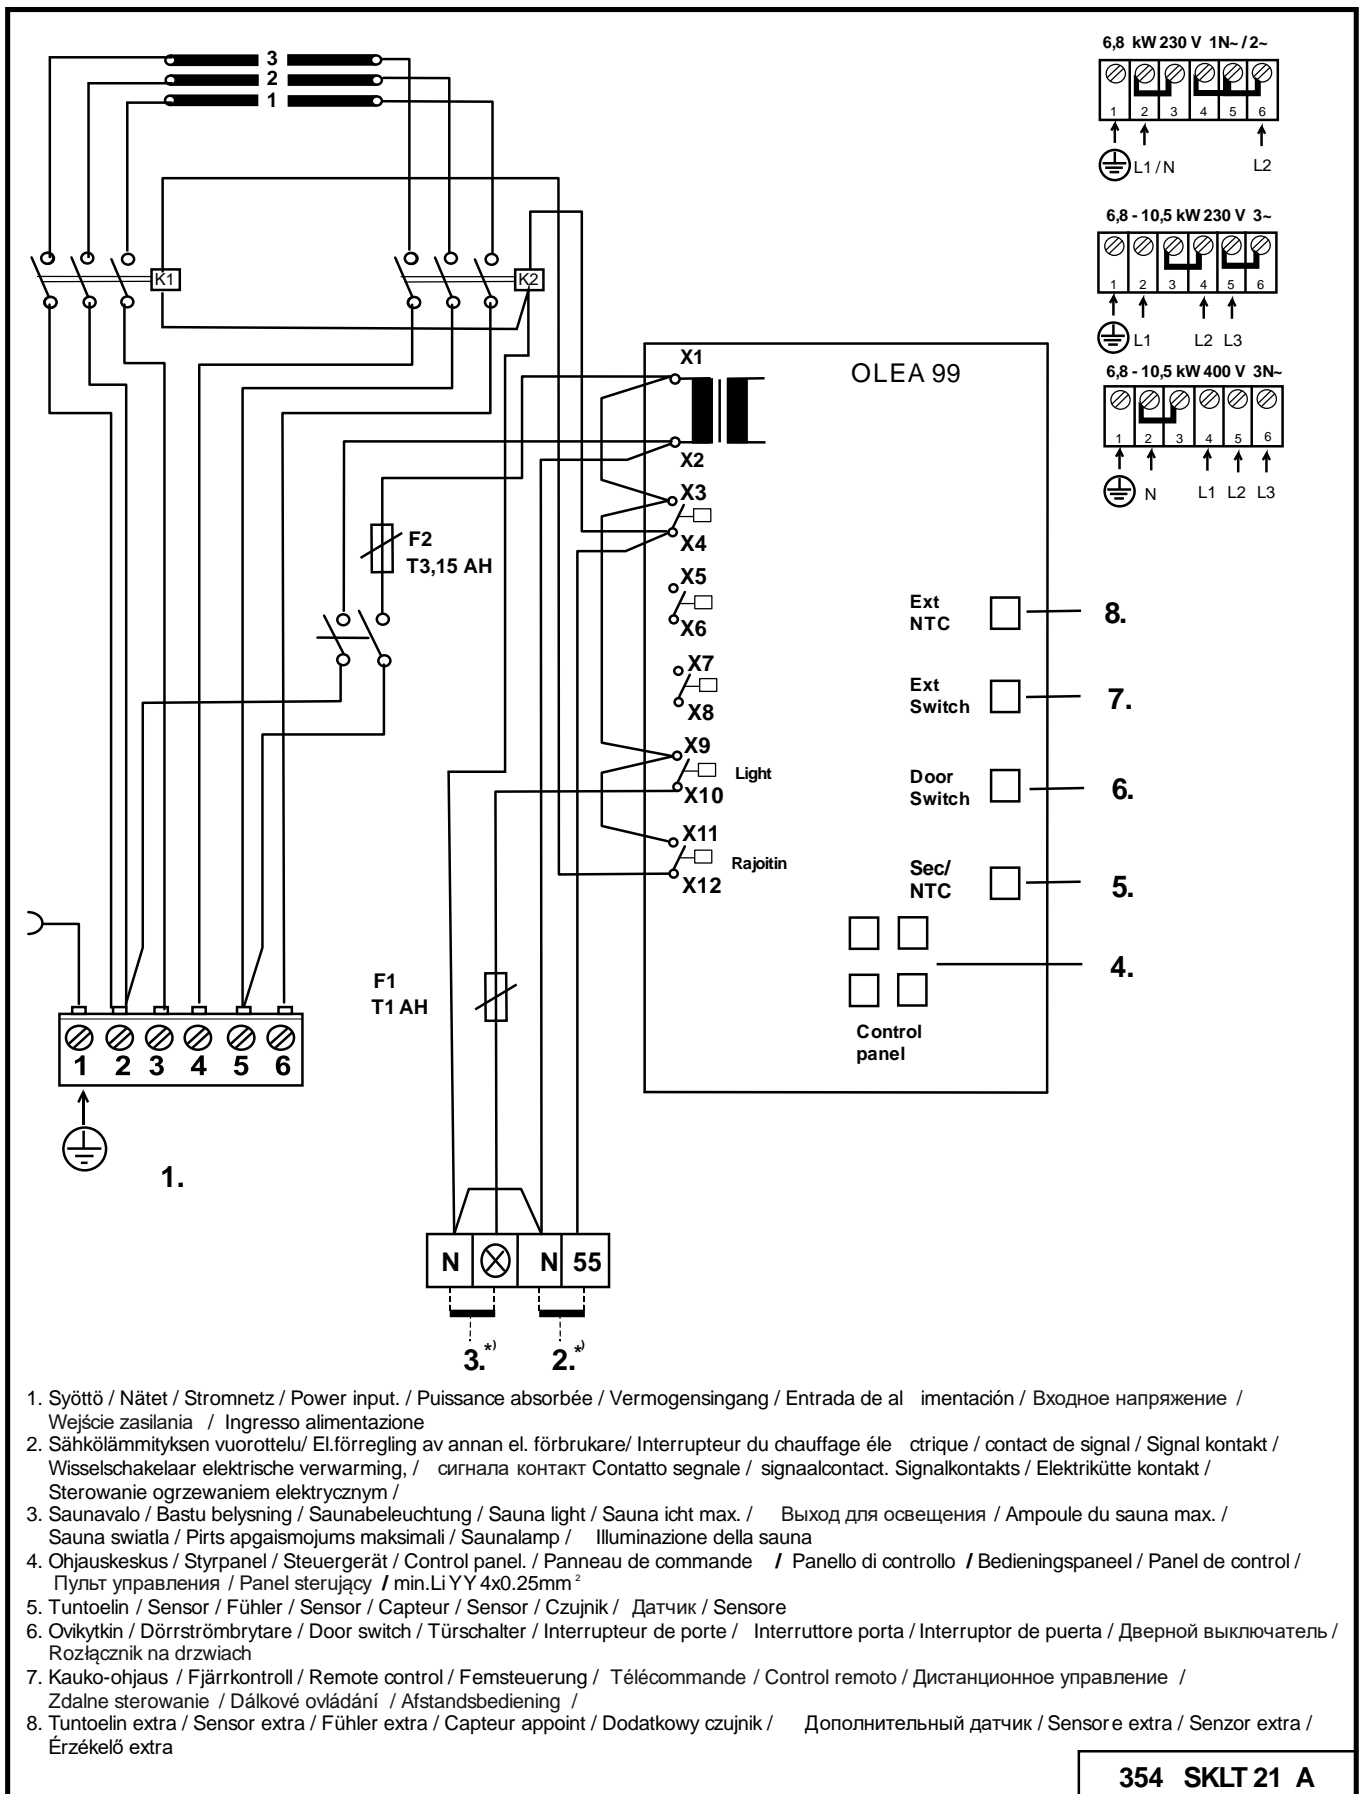 3
2
1
K1
K2
6,8 kW 230 V 1N~ / 2~
1 2 3 4 5 6
L1 / N L2
6,8 - 10,5 kW 230 V 3~
1 2 3 4 5 6
L1 L2 L3
6,8 - 10,5 kW 400 V 3N~
1 2 3 4 5 6
N L1 L2 L3
OLEA 99
X1
X2
X3
X4
X5
X6
X7
X8
X9
Light
X10
X11
Rajoitin
X12
F2
T3,15 AH
Ext
NTC
8.
Ext
Switch
7.
Door
Switch
6.
Sec/
NTC
5.
4.
Control
panel
F1
T1 AH
1 2 3 4 5 6
1.
N N 55
3.*) 2.*)
1. Syöttö / Nätet / Stromnetz / Power input. / Puissance absorbée / Vermogensingang / Entrada de al imentación / Входное напряжение /
Wejście zasilania / Ingresso alimentazione
2. Sähkölämmityksen vuorottelu/ El.förregling av annan el. förbrukare/ Interrupteur du chauffage éle ctrique / contact de signal / Signal kontakt /
Wisselschakelaar elektrische verwarming, / сигнала контакт Contatto segnale / signaalcontact. Signalkontakts / Elektrikütte kontakt /
Sterowanie ogrzewaniem elektrycznym /
3. Saunavalo / Bastu belysning / Saunabeleuchtung / Sauna light / Sauna icht max. / Выход для освещения / Ampoule du sauna max. /
Sauna swiatla / Pirts apgaismojums maksimali / Saunalamp / Illuminazione della sauna
4. Ohjauskeskus / Styrpanel / Steuergerät / Control panel. / Panneau de commande / Panello di controllo / Bedieningspaneel / Panel de control /
Пульт управления / Panel sterujący / min.Li YY 4x0.25mm²
5. Tuntoelin / Sensor / Fühler / Sensor / Capteur / Sensor / Czujnik / Датчик / Sensore
6. Ovikytkin / Dörrströmbrytare / Door switch / Türschalter / Interrupteur de porte / Interruttore porta / Interruptor de puerta / Дверной выключатель /
Rozłącznik na drzwiach
7. Kauko-ohjaus / Fjärrkontroll / Remote control / Femsteuerung / Télécommande / Control remoto / Дистанционное управление /
Zdalne sterowanie / Dálkové ovládání / Afstandsbediening /
8. Tuntoelin extra / Sensor extra / Fühler extra / Capteur appoint / Dodatkowy czujnik / Дополнительный датчик / Sensore extra / Senzor extra /
Érzékelő extra
354 SKLT 21 A